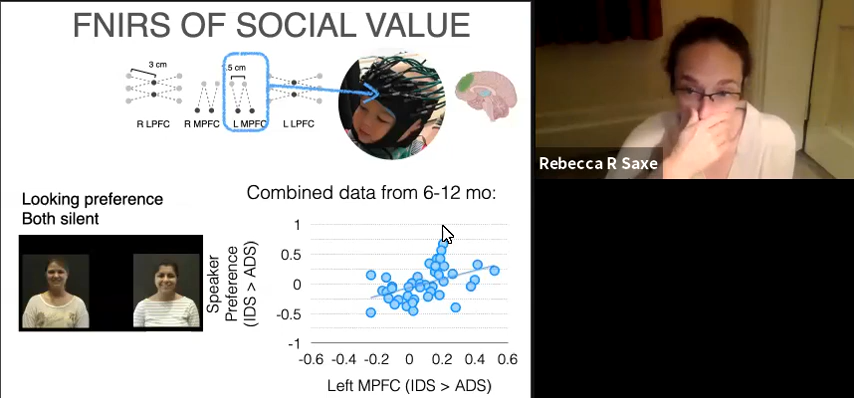 FNIRS OF SOCIAL VALUE
3 cm
.5 cm
R LPFC
R MPFC
L MPFC
L LPFC
Rebecca R Saxe
Looking preference
Both silent
Combined data from 6-12 mo:
Speaker
Preference
(IDS > ADS)
1
0.5
0
-0.5
-1
-0.6 -0.4 -0.2 0 0.2 0.4 0.6
Left MPFC (IDS > ADS)